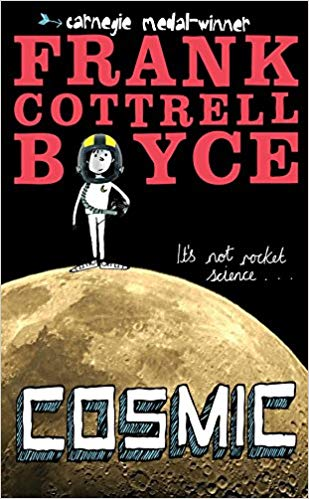 carnegie medal-winner
FRANK
COTTRELL
BOYCE
It's not rocket
science . . .
COSMIC